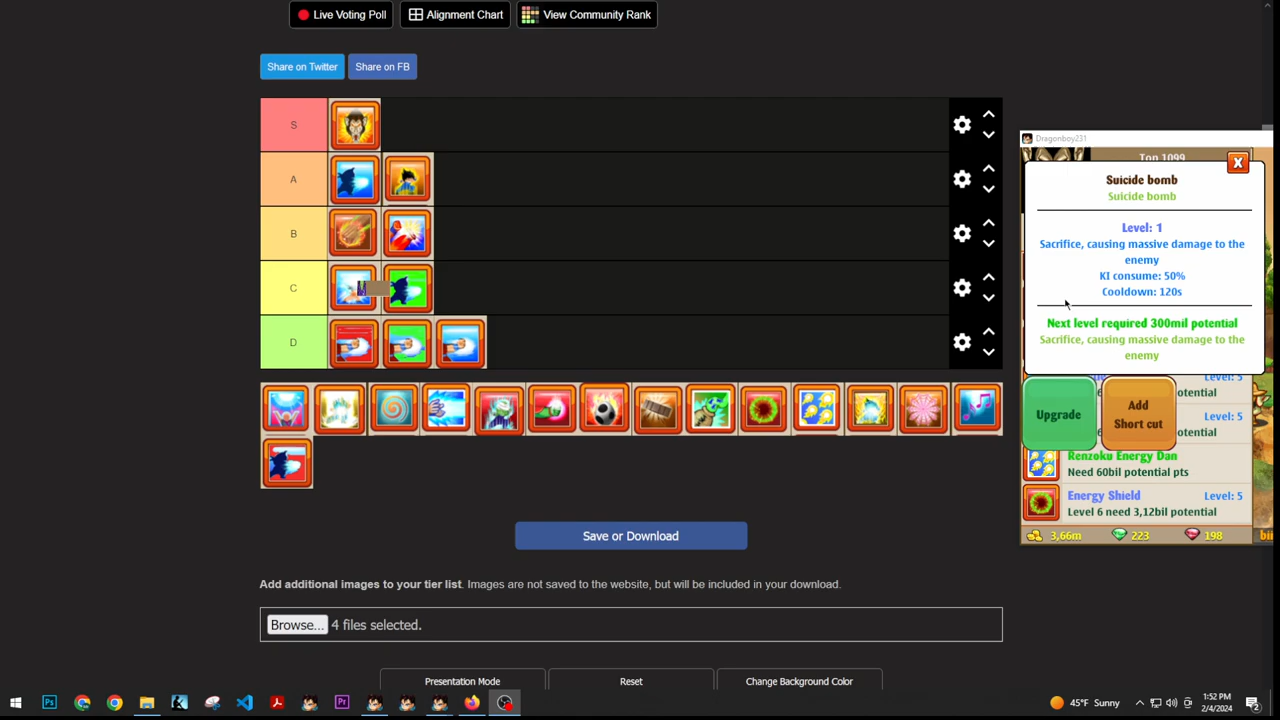 Live Voting Poll
Alignment Chart
View Community Rank
Share on Twitter
Share on FB
S
A
B
C
D
Save or Download
Add additional images to your tier list. Images are not saved to the website, but will be included in your download.
Browse... 4 files selected.
Presentation Mode
Reset
Change Background Color
Dragonboy231
Top 1099
X
Suicide bomb
Suicide bomb
Level: 1
Sacrifice, causing massive damage to the
enemy
KI consume: 50%
Cooldown: 120s
Next level required 300mil potential
Sacrifice, causing massive damage to the
enemy
Upgrade
Add
Short cut
Level: 5
otential
Level: 5
otential
Renzoku Energy Dan
Need 60bil potential pts
Energy Shield Level: 5
Level 6 need 3,12bil potential
3,66m 223 198
45°F Sunny
1:52 PM
2/4/2024
2